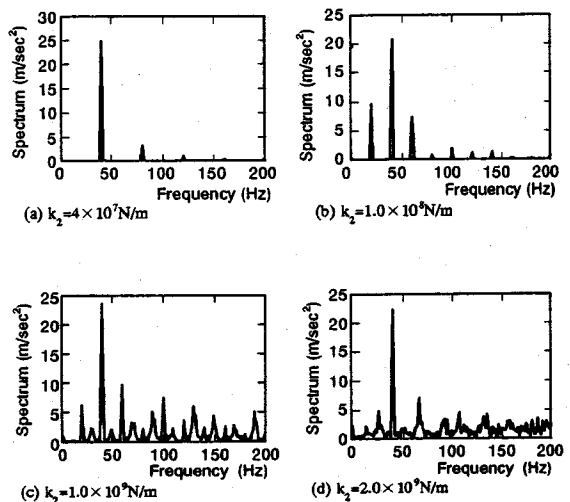 Spectrum (m/sec²)
30
25
20
15
10
5
0
0 50 100 150 200
Frequency (Hz)
(a) k₂=4×10⁷N/m
Spectrum (m/sec²)
25
20
15
10
5
0
0 50 100 150 200
Frequency (Hz)
(b) k₂=1.0×10⁸N/m
Spectrum (m/sec²)
25
20
15
10
5
0
0 50 100 150 200
Frequency (Hz)
(c) k₂=1.0×10⁹N/m
Spectrum (m/sec²)
25
20
15
10
5
0
0 50 100 150 200
Frequency (Hz)
(d) k₂=2.0×10⁹N/m